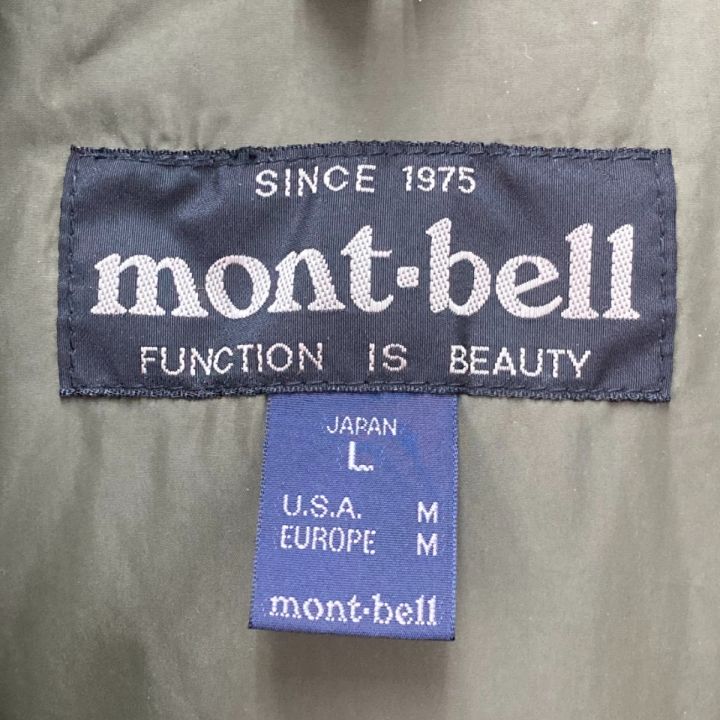 SINCE 1975
mont-bell
FUNCTION IS BEAUTY
JAPAN
L
U.S.A. M
EUROPE M
mont-bell